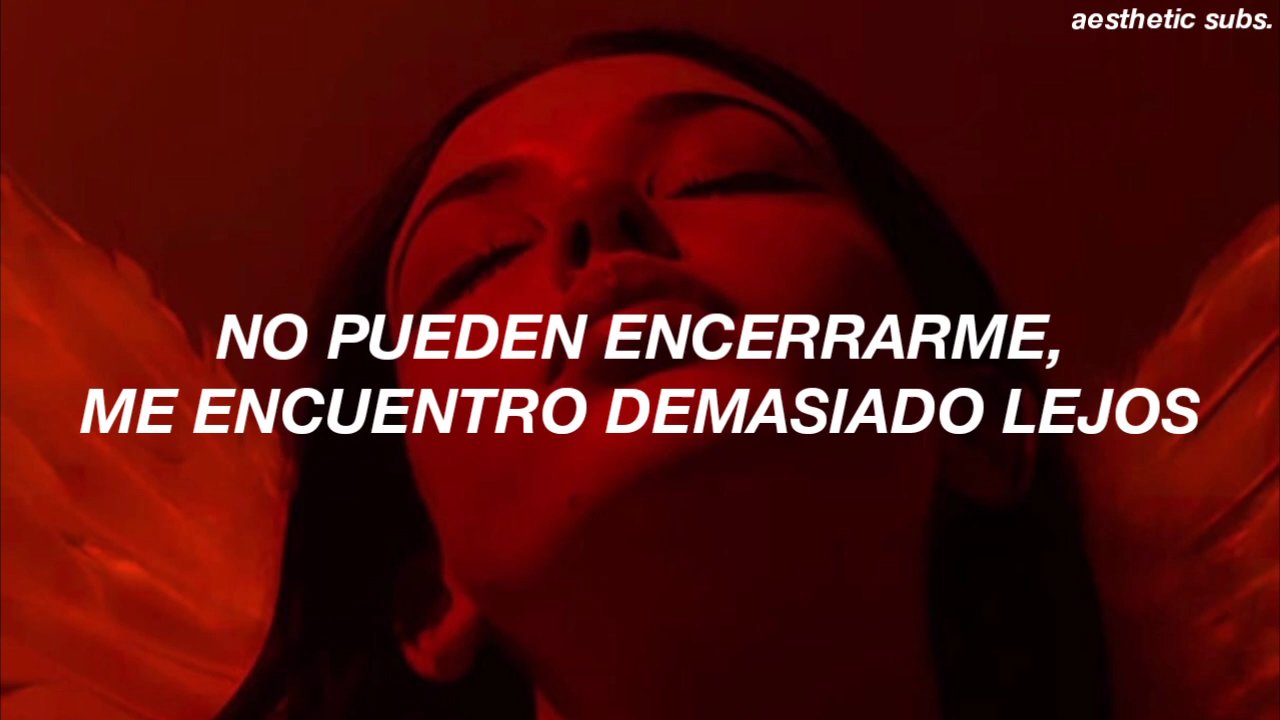 aesthetic subs.
NO PUEDEN ENCERRARME,
ME ENCUENTRO DEMASIADO LEJOS